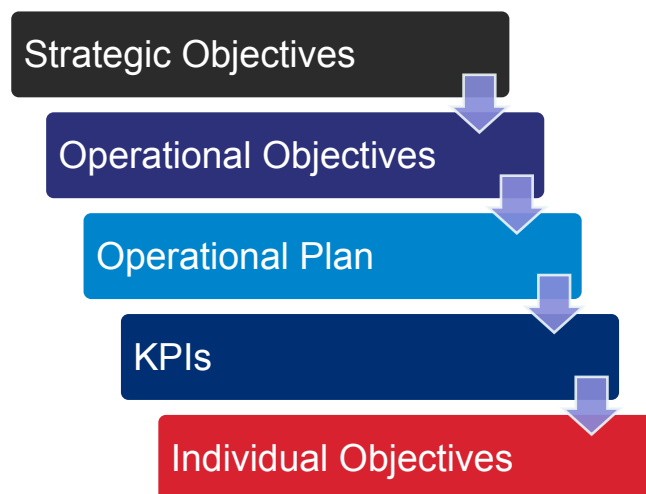 Strategic Objectives
Operational Objectives
Operational Plan
KPIs
Individual Objectives